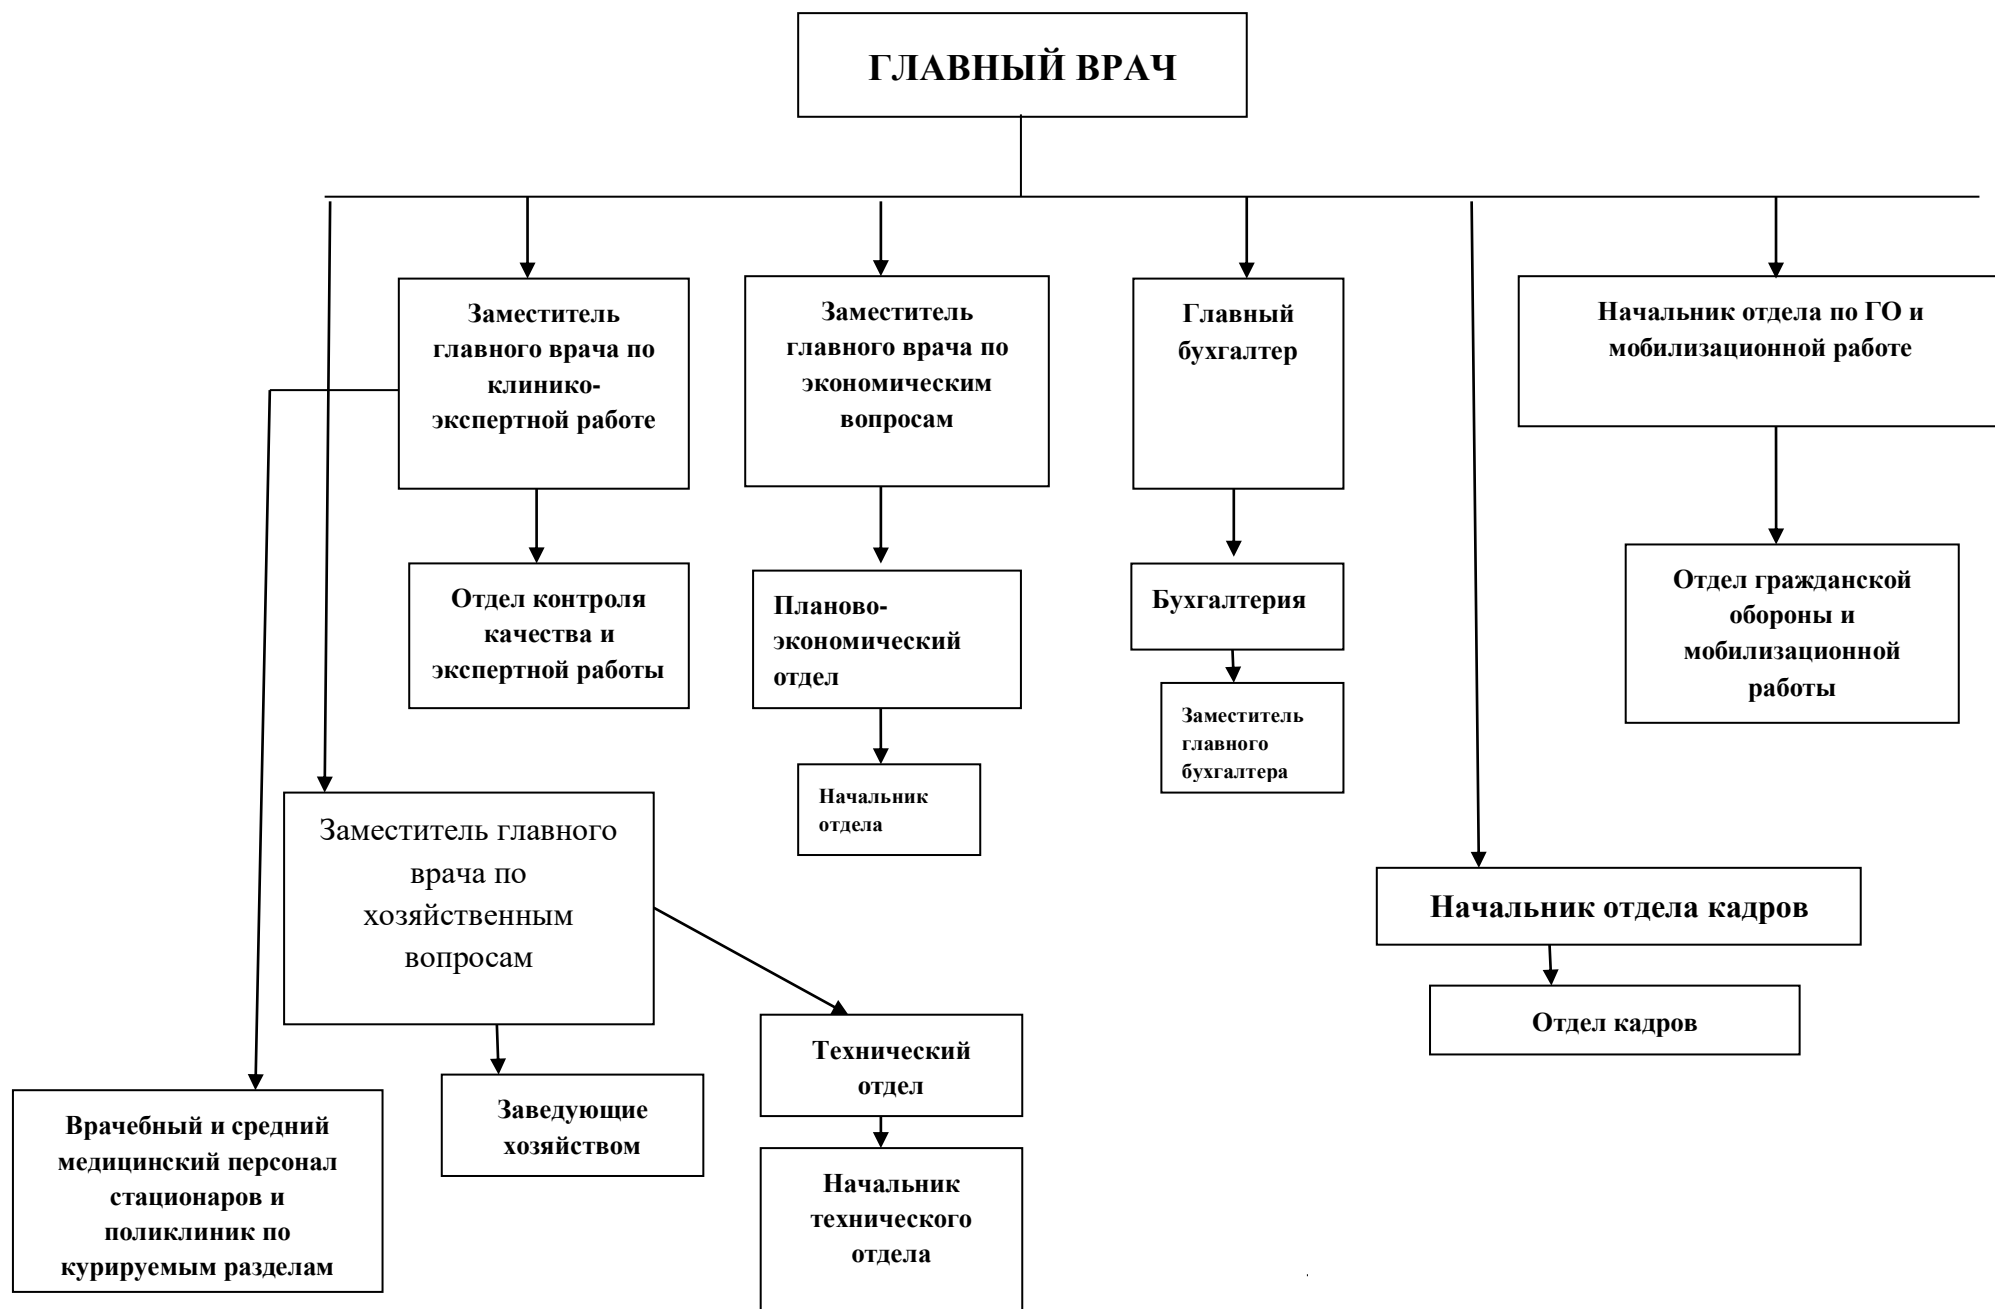 ГЛАВНЫЙ ВРАЧ
Заместитель
главного врача по
клинико-
экспертной работе
Заместитель
главного врача по
экономическим
вопросам
Главный
бухгалтер
Начальник отдела по ГО и
мобилизационной работе
Отдел контроля
качества и
экспертной работы
Планово-
экономический
отдел
Бухгалтерия
Отдел гражданской
обороны и
мобилизационной
работы
Заместитель
главного
бухгалтера
Начальник
отдела
Заместитель главного
врача по
хозяйственным
вопросам
Начальник отдела кадров
Отдел кадров
Технический
отдел
Заведующие
хозяйством
Врачебный и средний
медицинский персонал
стационаров и
поликлиник по
курируемым разделам
Начальник
технического
отдела